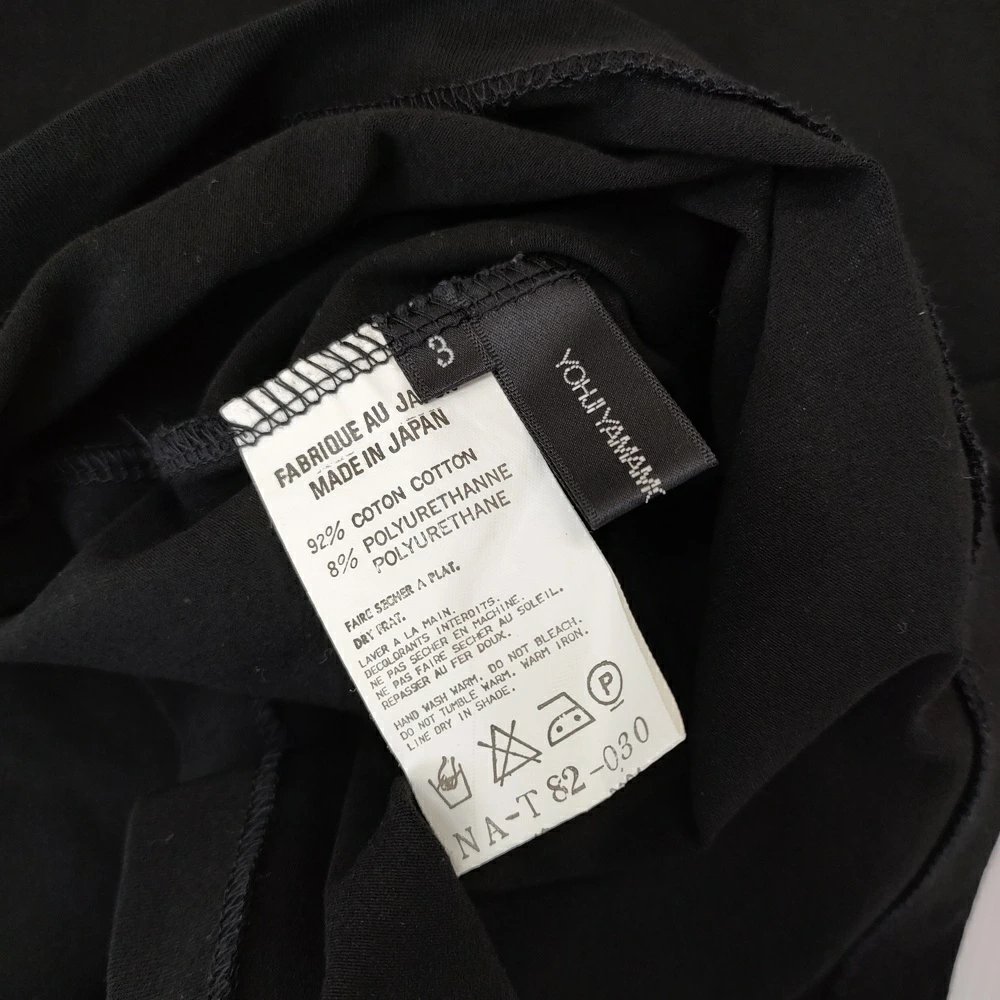 3
YOHJI YAMAM
FABRIQUE AU JA
MADE IN JAPAN
92% COTON COTTON
8% POLYURETHANNE
POLYURETHANE
FAIRE SECHER A PLAT.
DRY FRAT.
LAVER A LA MAIN.
DECOLORANTS INTERDITS.
NE PAS SECHER EN MACHINE.
NE PAS FAIRE SECHER AU SOLEIL.
REPASSER AU FER DOUX.
HAND WASH WARM. DO NOT BLEACH.
DO NOT TUMBLE WARM. WARM IRON.
LINE DRY IN SHADE.
P
NA-T82-030